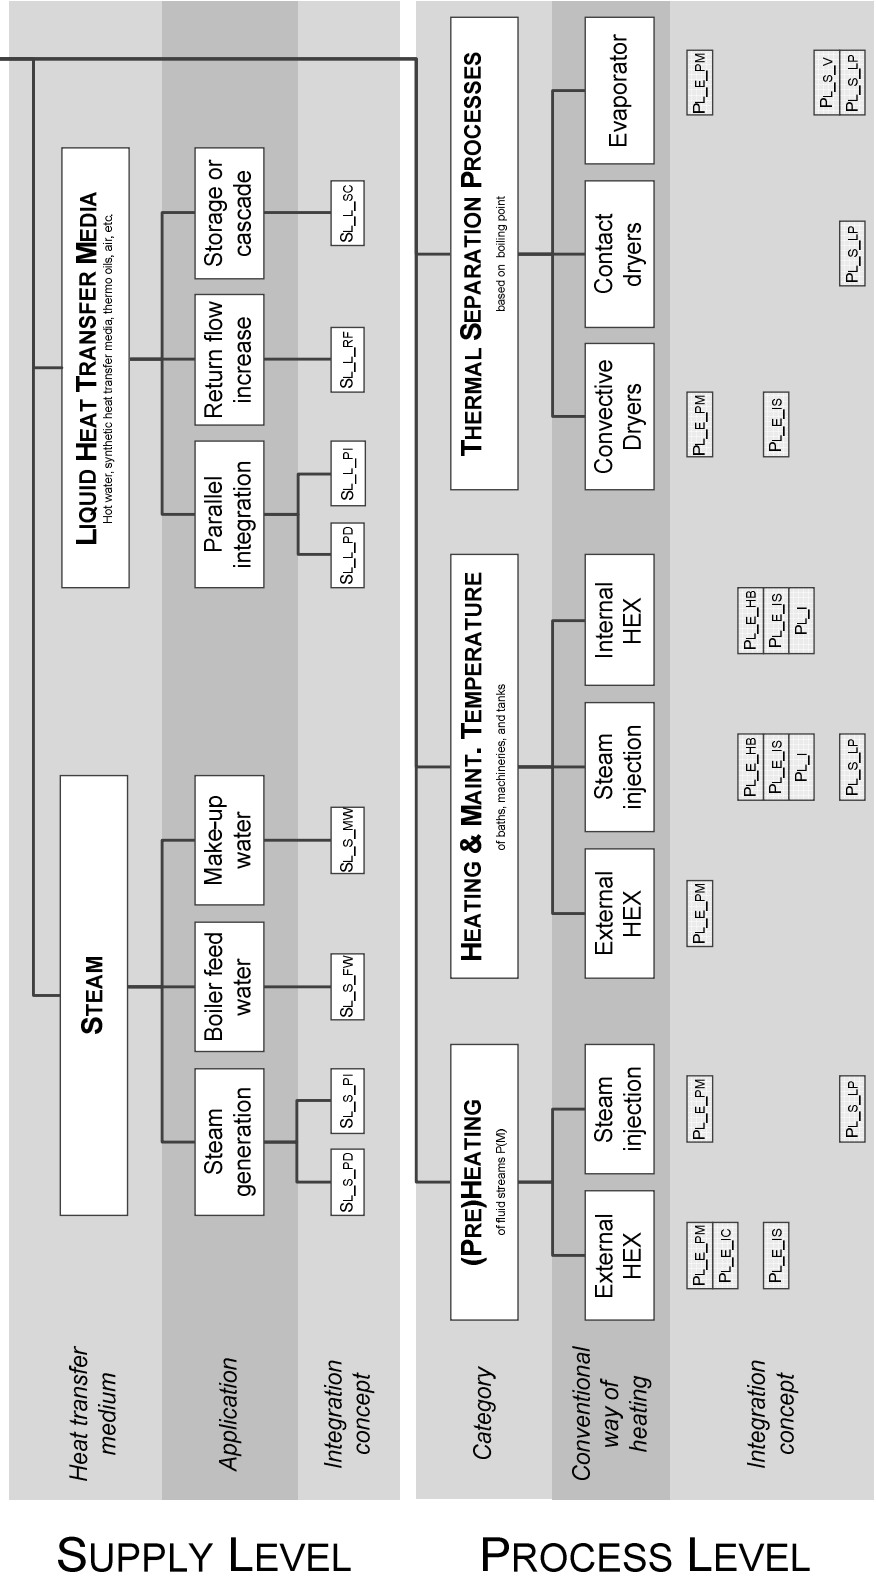 SUPPLY LEVEL
Heat transfer
medium
STEAM
LIQUID HEAT TRANSFER MEDIA
Hot water, synthetic heat transfer media, thermo oils, air, etc.
Application
Steam
generation
Boiler feed
water
Make-up
water
Parallel
integration
Return flow
increase
Storage or
cascade
Integration
concept
SL_S_PD
SL_S_PI
SL_S_FW
SL_S_MW
SL_L_PD
SL_L_PI
SL_L_RF
SL_L_SC
PROCESS LEVEL
Category
(PRE)HEATING
of fluid streams P(M)
HEATING & MAINT. TEMPERATURE
of baths, machineries, and tanks
THERMAL SEPARATION PROCESSES
based on boiling point
Conventional
way of
heating
External
HEX
Steam
injection
External
HEX
Steam
injection
Internal
HEX
Convective
Dryers
Contact
dryers
Evaporator
Integration
concept
PL_E_PM
PL_E_IC
PL_E_IS
PL_E_PM
PL_S_LP
PL_E_PM
PL_E_HB
PL_E_IS
PL_I
PL_S_LP
PL_E_HB
PL_E_IS
PL_I
PL_E_PM
PL_E_IS
PL_S_LP
PL_E_PM
PL_S_V
PL_S_LP